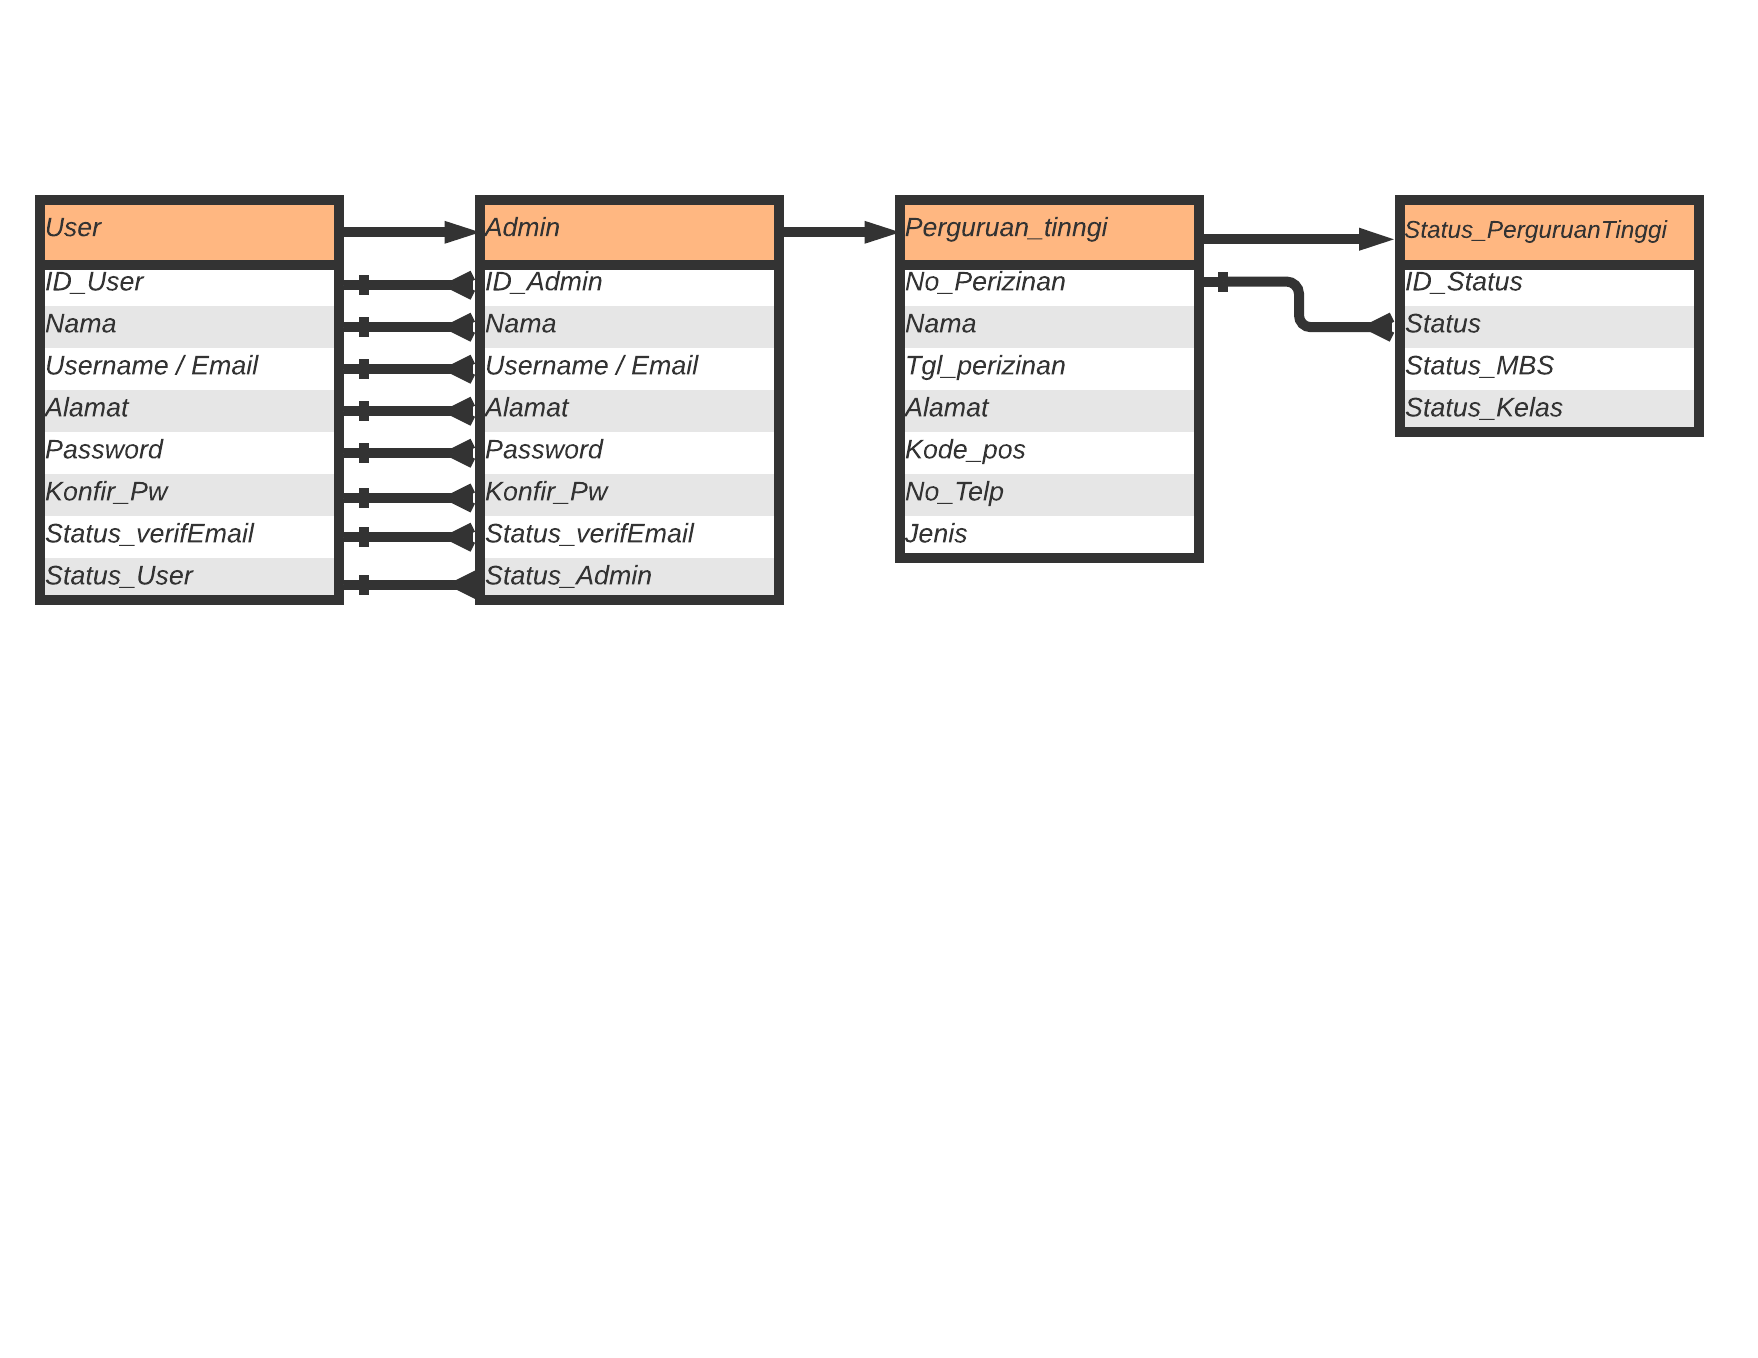 User
ID_User
Nama
Username / Email
Alamat
Password
Konfir_Pw
Status_verifEmail
Status_User
Admin
ID_Admin
Nama
Username / Email
Alamat
Password
Konfir_Pw
Status_verifEmail
Status_Admin
Perguruan_tinngi
No_Perizinan
Nama
Tgl_perizinan
Alamat
Kode_pos
No_Telp
Jenis
Status_PerguruanTinggi
ID_Status
Status
Status_MBS
Status_Kelas